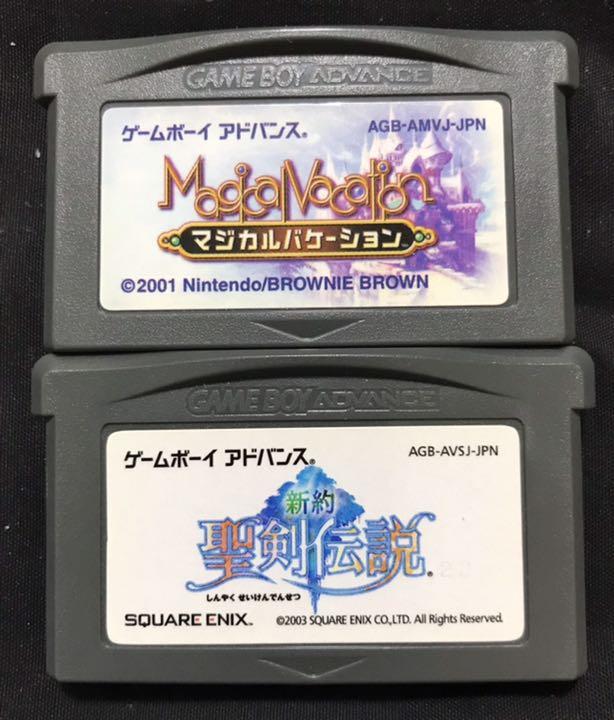 GAME BOY ADVANCE
ゲームボーイ アドバンス® AGB-AMVJ-JPN
Magical Vacation
マジカルバケーション™
©2001 Nintendo/BROWNIE BROWN
GAME BOY ADVANCE
ゲームボーイ アドバンス® AGB-AVSJ-JPN
新約
聖剣伝説®
しんやく せいけんでんせつ
SQUARE ENIX™ ©2003 SQUARE ENIX CO.,LTD. All Rights Reserved.